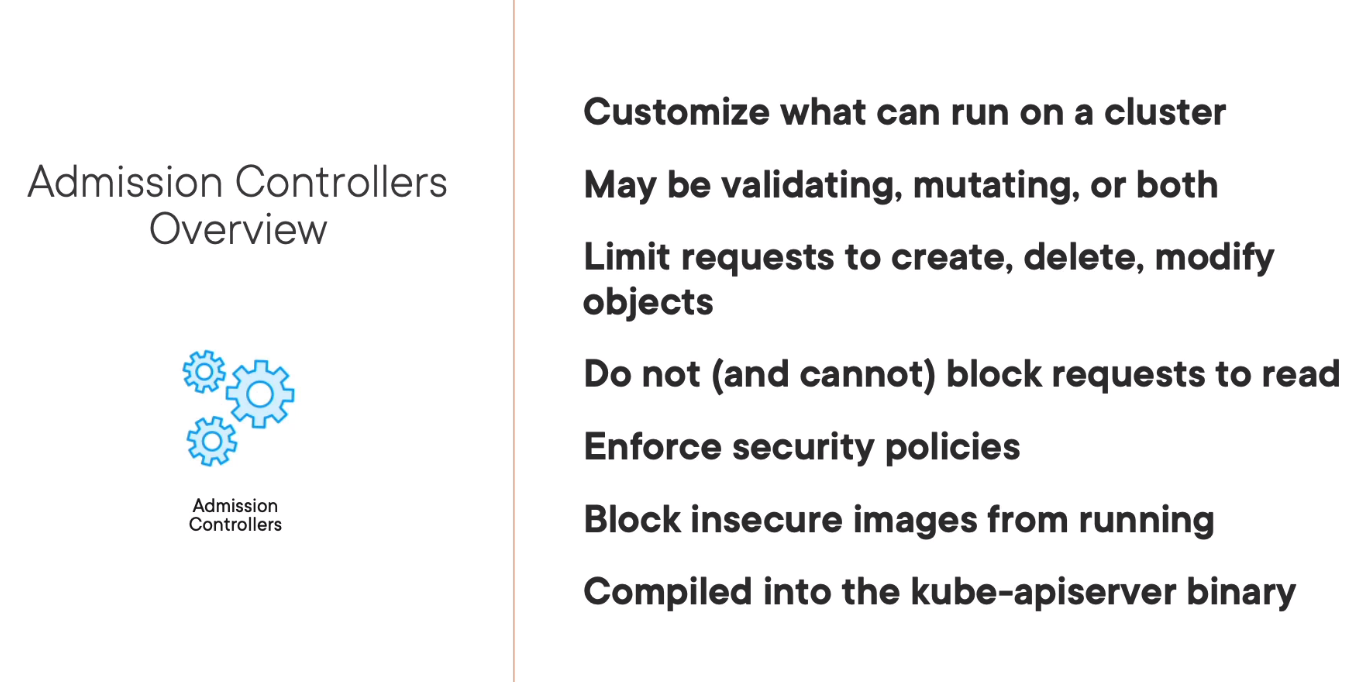 Admission Controllers
Overview
Admission
Controllers
Customize what can run on a cluster
May be validating, mutating, or both
Limit requests to create, delete, modify
objects
Do not (and cannot) block requests to read
Enforce security policies
Block insecure images from running
Compiled into the kube-apiserver binary